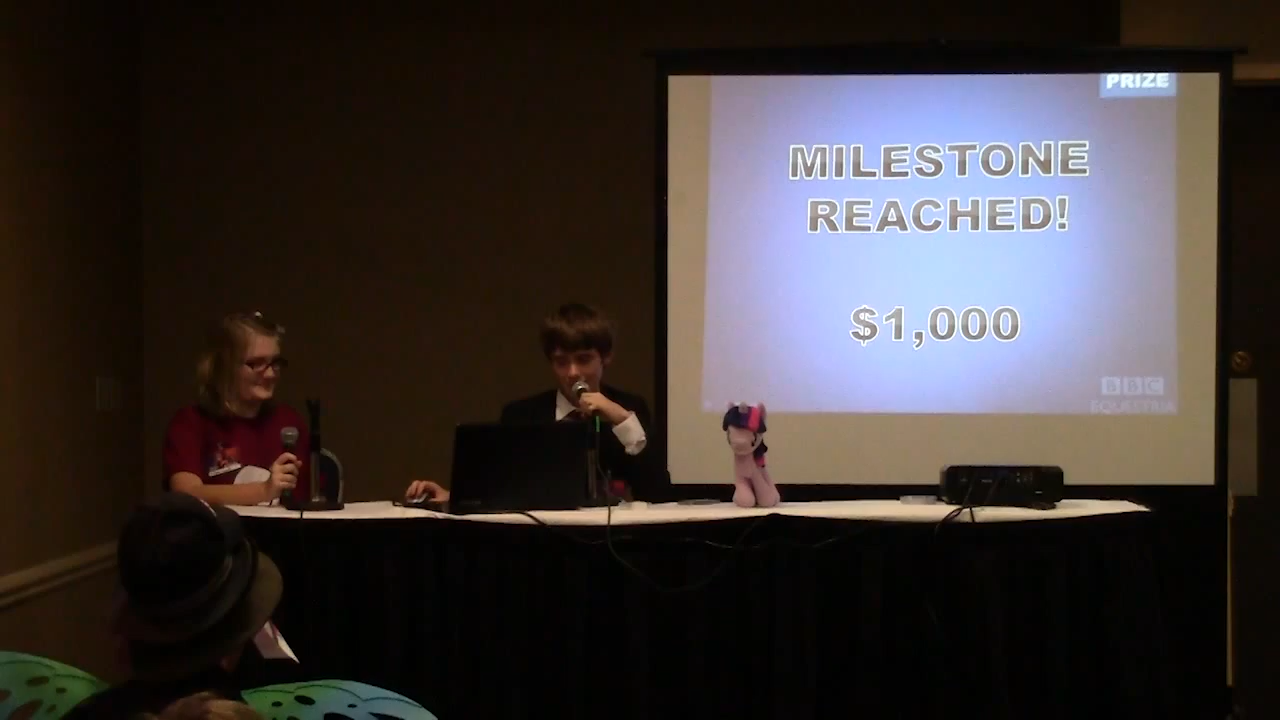 PRIZE
MILESTONE
REACHED!
$1,000
BBC
EQUESTRIA